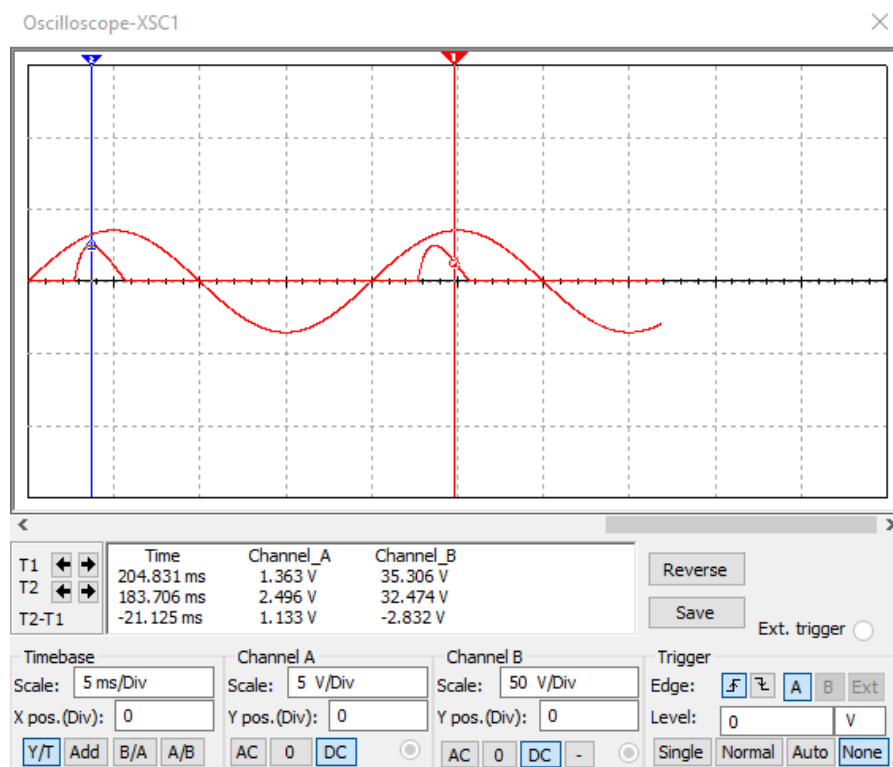 Oscilloscope-XSC1
2 1
T1 Time Channel_A Channel_B
204.831 ms 1.363 V 35.306 V
T2 183.706 ms 2.496 V 32.474 V
T2-T1 -21.125 ms 1.133 V -2.832 V
Reverse
Save
Ext. trigger
Timebase
Scale: 5 ms/Div
X pos.(Div): 0
Y/T Add B/A A/B
Channel A
Scale: 5 V/Div
Y pos.(Div): 0
AC 0 DC
Channel B
Scale: 50 V/Div
Y pos.(Div): 0
AC 0 DC -
Trigger
Edge: A B Ext
Level: 0 V
Single Normal Auto None